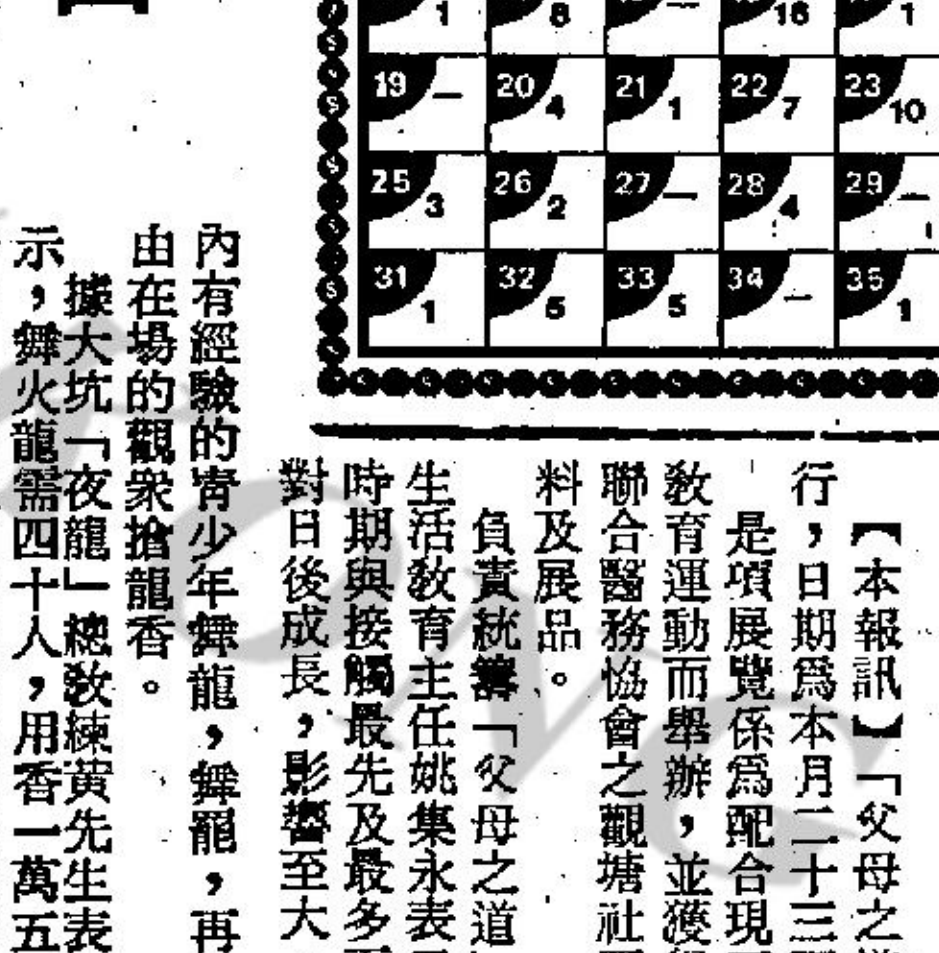 1
8
—
16
1
19 —
20 4
21 1
22 7
23 10
25 3
26 2
27 —
28 4
29 —
31 1
32 5
33 5
34 —
35 1
【本報訊】「父母之
行，日期爲本月二十三
是項展覽係爲配合現
教育運動而舉辦，並獲
聯合醫務協會之觀塘社
料及展品。
負責統籌「父母之道
生活教育主任姚集永表
時期與接觸最先及最多
對日後成長，影響至大
內有經驗的青少年舞龍，舞罷，再
由在場的觀衆搶龍香。
據大坑「夜龍」總教練黃先生表
示，舞火龍需四十人，用香一萬五